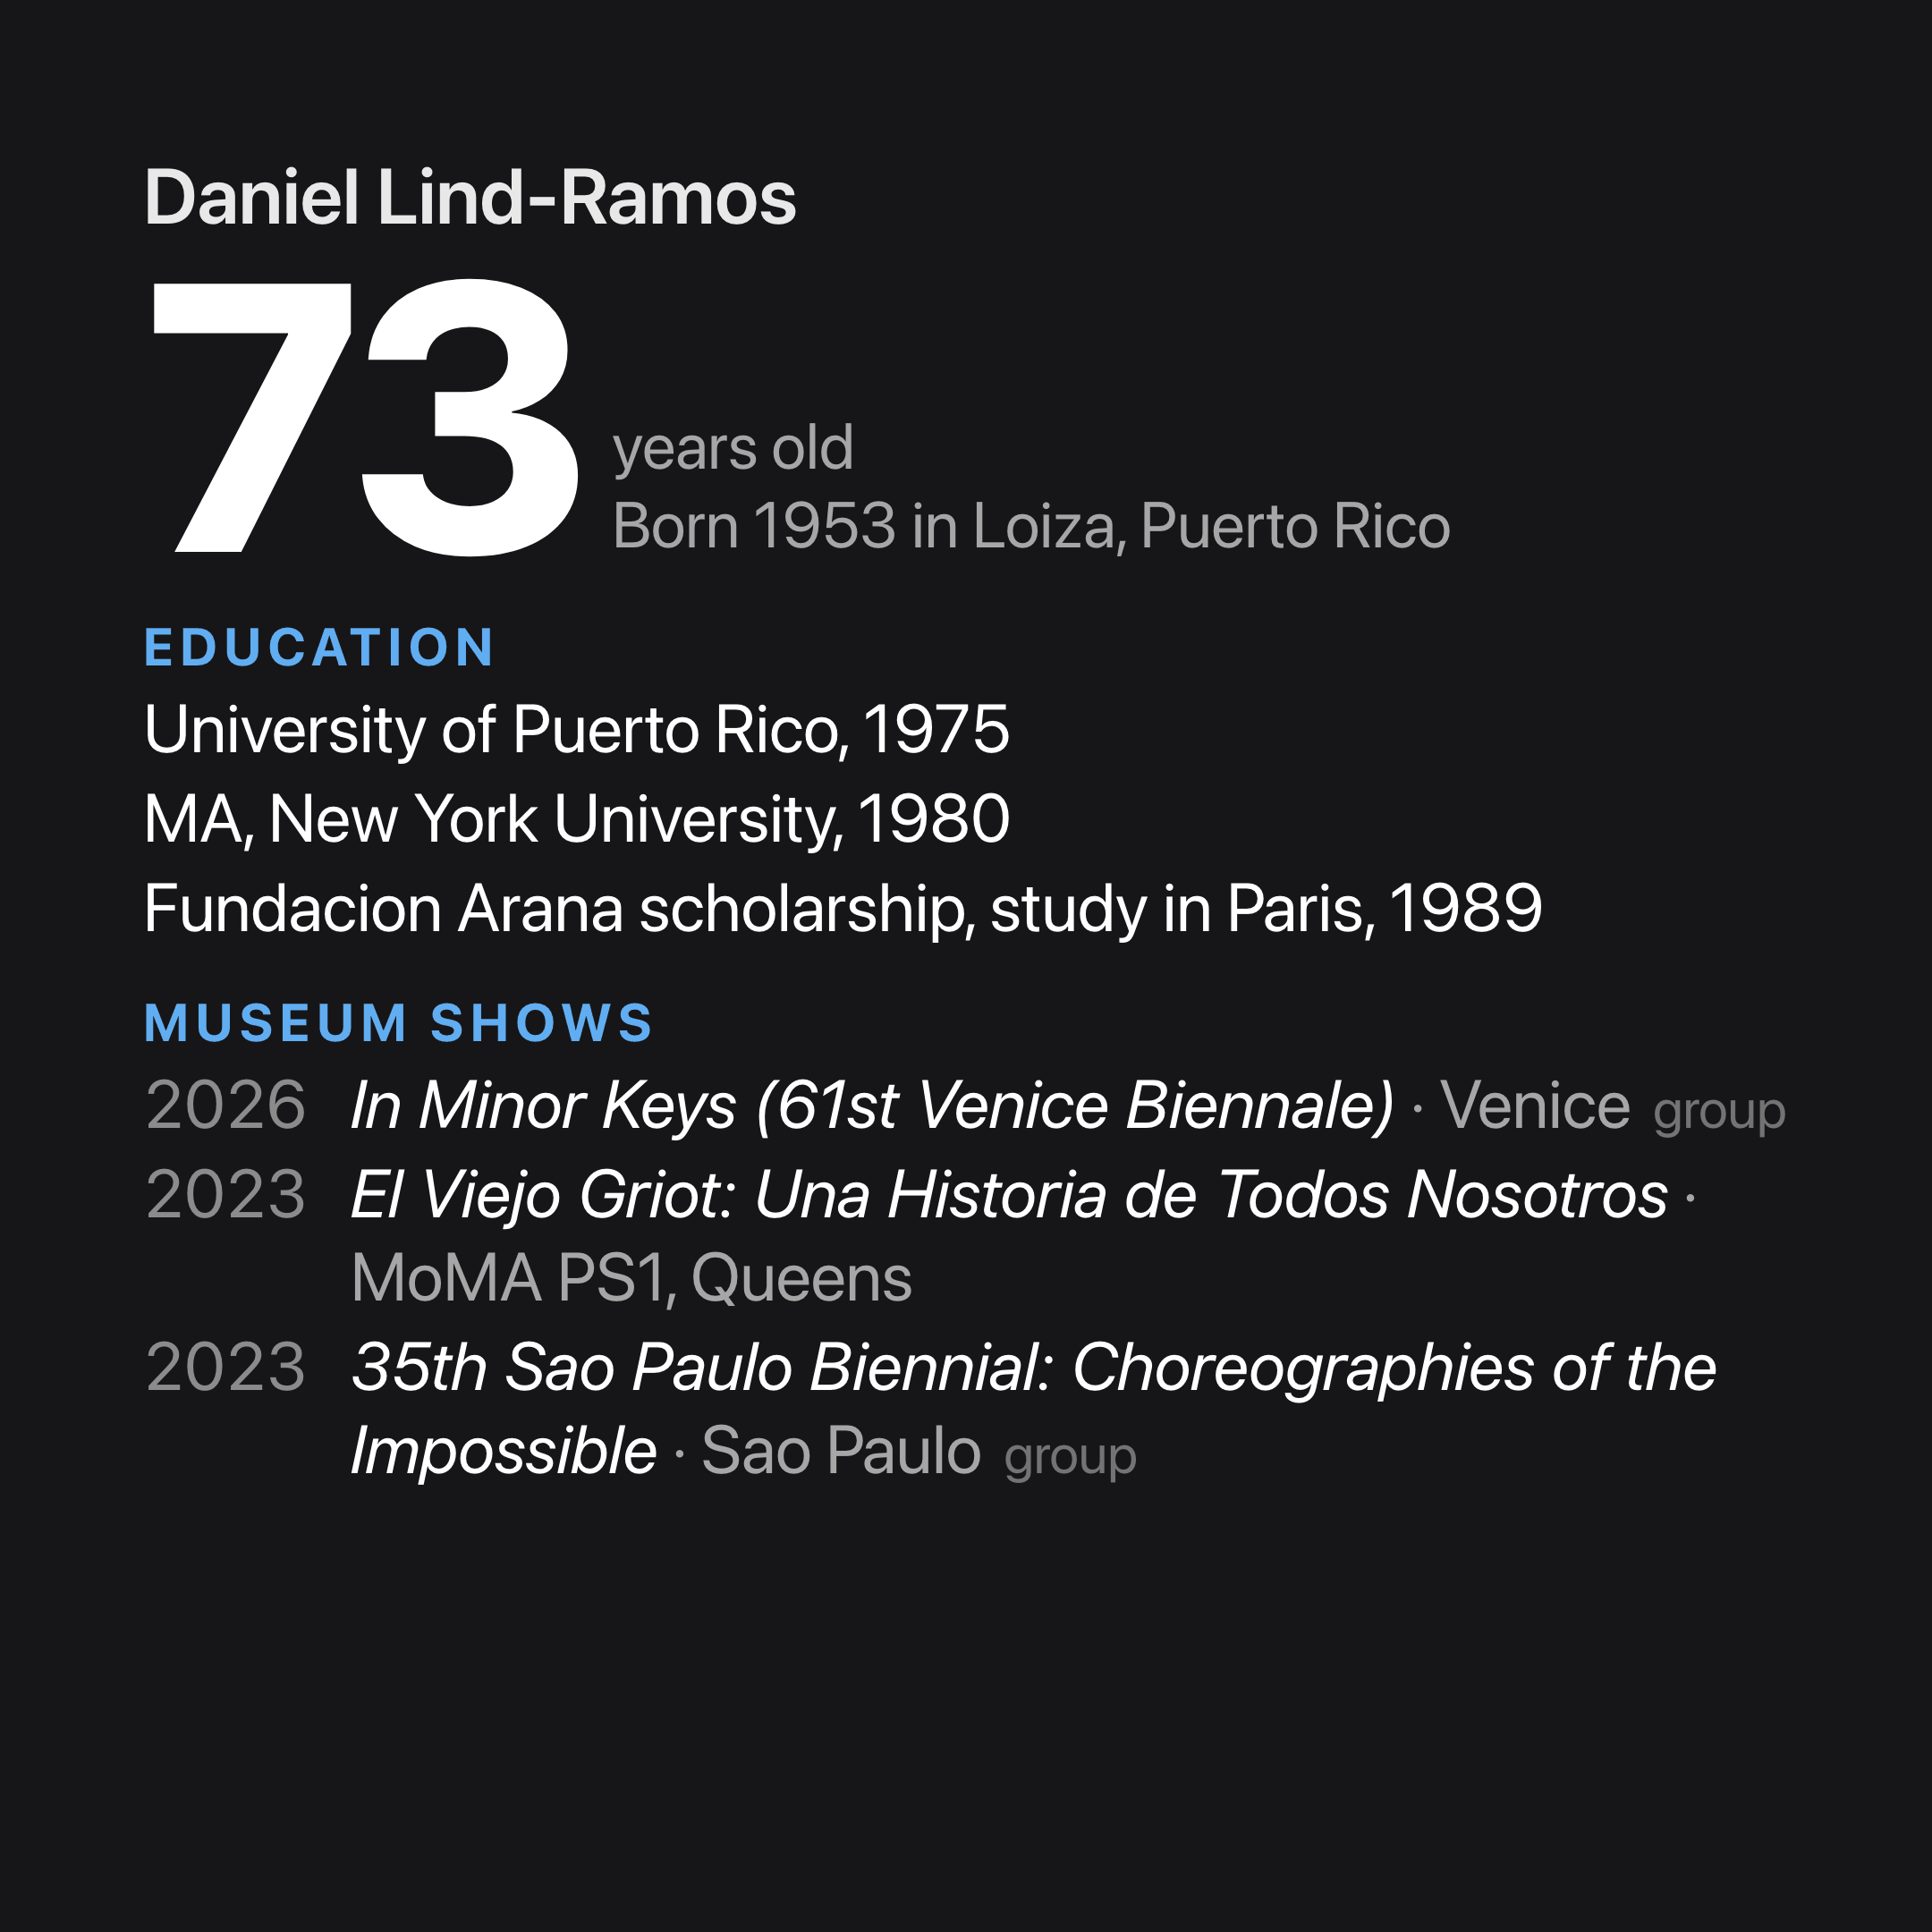 Daniel Lind-Ramos
73
years old
Born 1953 in Loiza, Puerto Rico
EDUCATION
University of Puerto Rico, 1975
MA, New York University, 1980
Fundacion Arana scholarship, study in Paris, 1989
MUSEUM SHOWS
2026 In Minor Keys (61st Venice Biennale) · Venice group
2023 El Viejo Griot: Una Historia de Todos Nosotros ·
MoMA PS1, Queens
2023 35th Sao Paulo Biennial: Choreographies of the
Impossible · Sao Paulo group